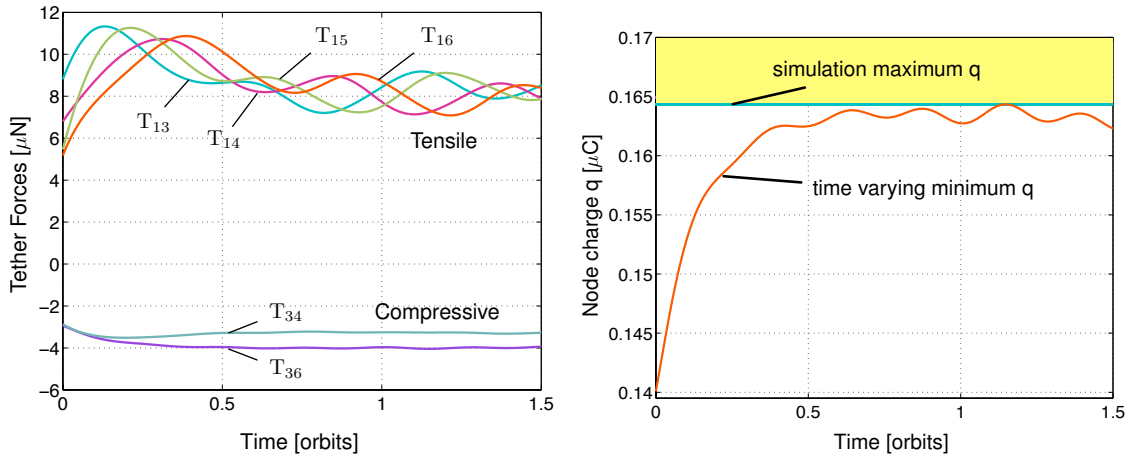 12
10
8
6
4
2
0
−2
−4
−6
0
0.5
1
1.5
Tether Forces [μN]
Time [orbits]
T13
T14
T15
T16
Tensile
Compressive
T34
T36
0.17
0.165
0.16
0.155
0.15
0.145
0.14
0
0.5
1
1.5
Node charge q [μC]
Time [orbits]
simulation maximum q
time varying minimum q